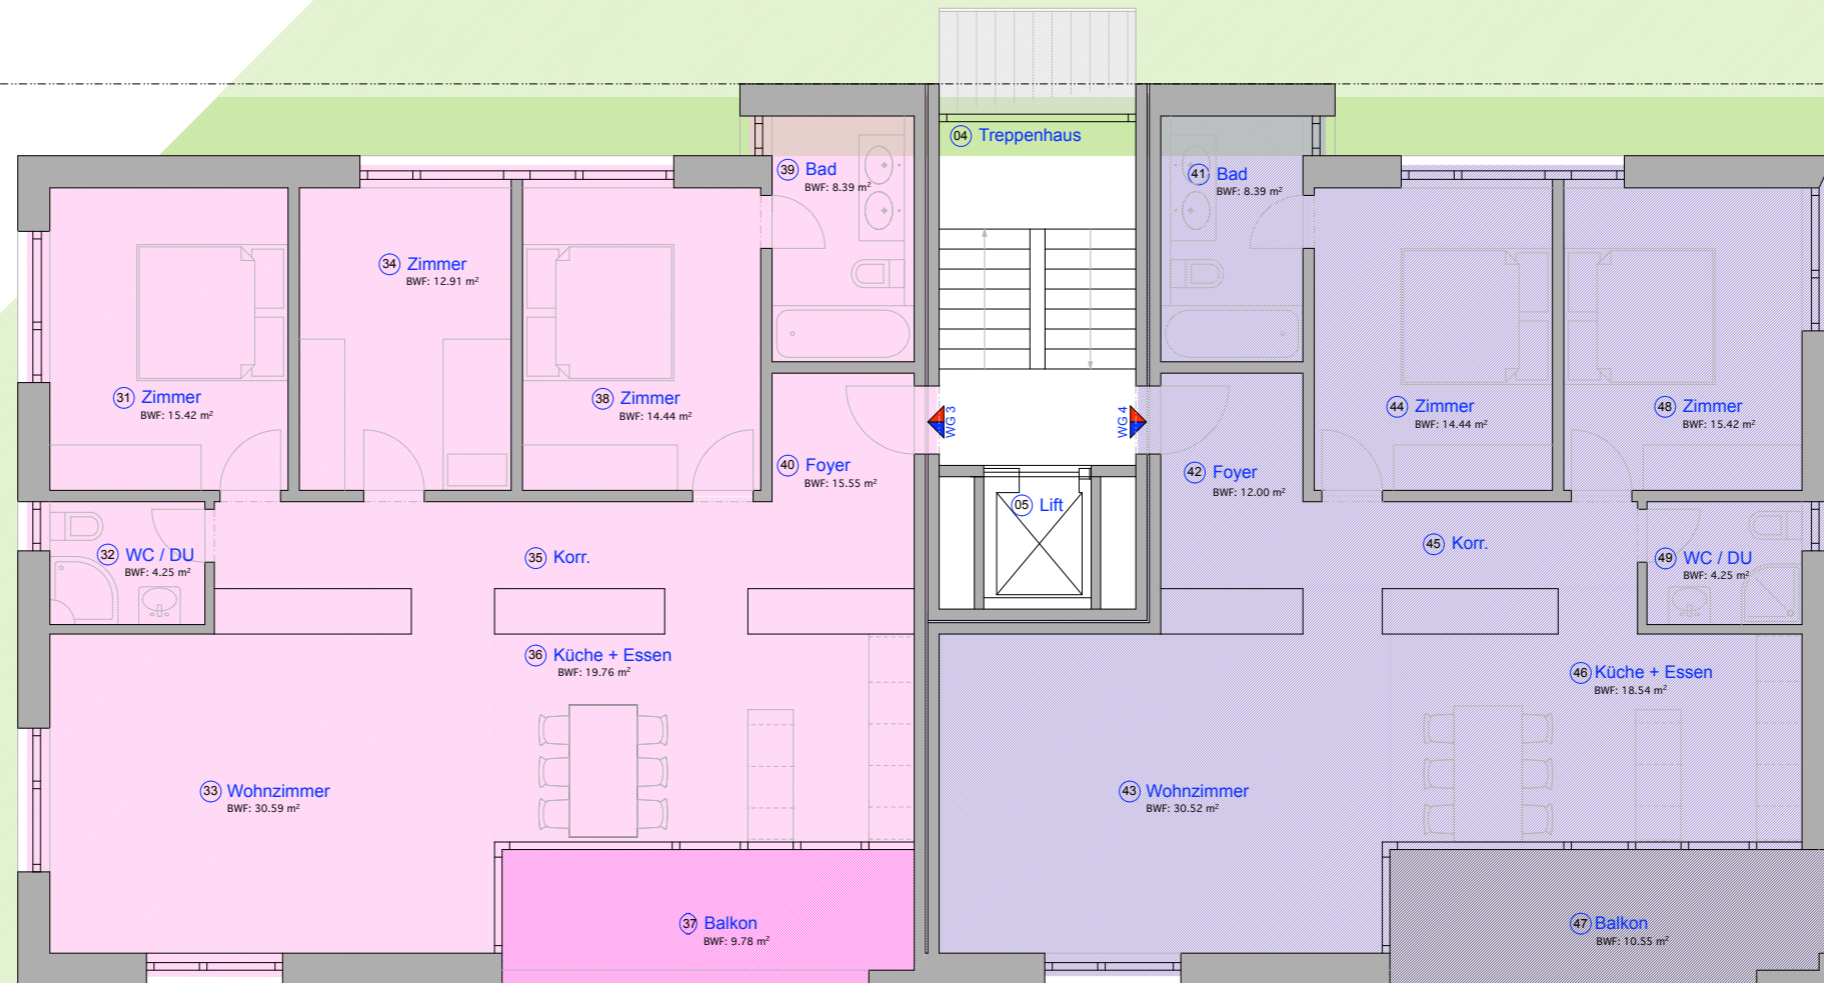 04 Treppenhaus
39 Bad
BWF: 8.39 m²
41 Bad
BWF: 8.39 m²
34 Zimmer
BWF: 12.91 m²
31 Zimmer
BWF: 15.42 m²
38 Zimmer
BWF: 14.44 m²
WG 3
WG 4
44 Zimmer
BWF: 14.44 m²
48 Zimmer
BWF: 15.42 m²
40 Foyer
BWF: 15.55 m²
42 Foyer
BWF: 12.00 m²
05 Lift
32 WC / DU
BWF: 4.25 m²
35 Korr.
45 Korr.
49 WC / DU
BWF: 4.25 m²
36 Küche + Essen
BWF: 19.76 m²
46 Küche + Essen
BWF: 18.54 m²
33 Wohnzimmer
BWF: 30.59 m²
43 Wohnzimmer
BWF: 30.52 m²
37 Balkon
BWF: 9.78 m²
47 Balkon
BWF: 10.55 m²